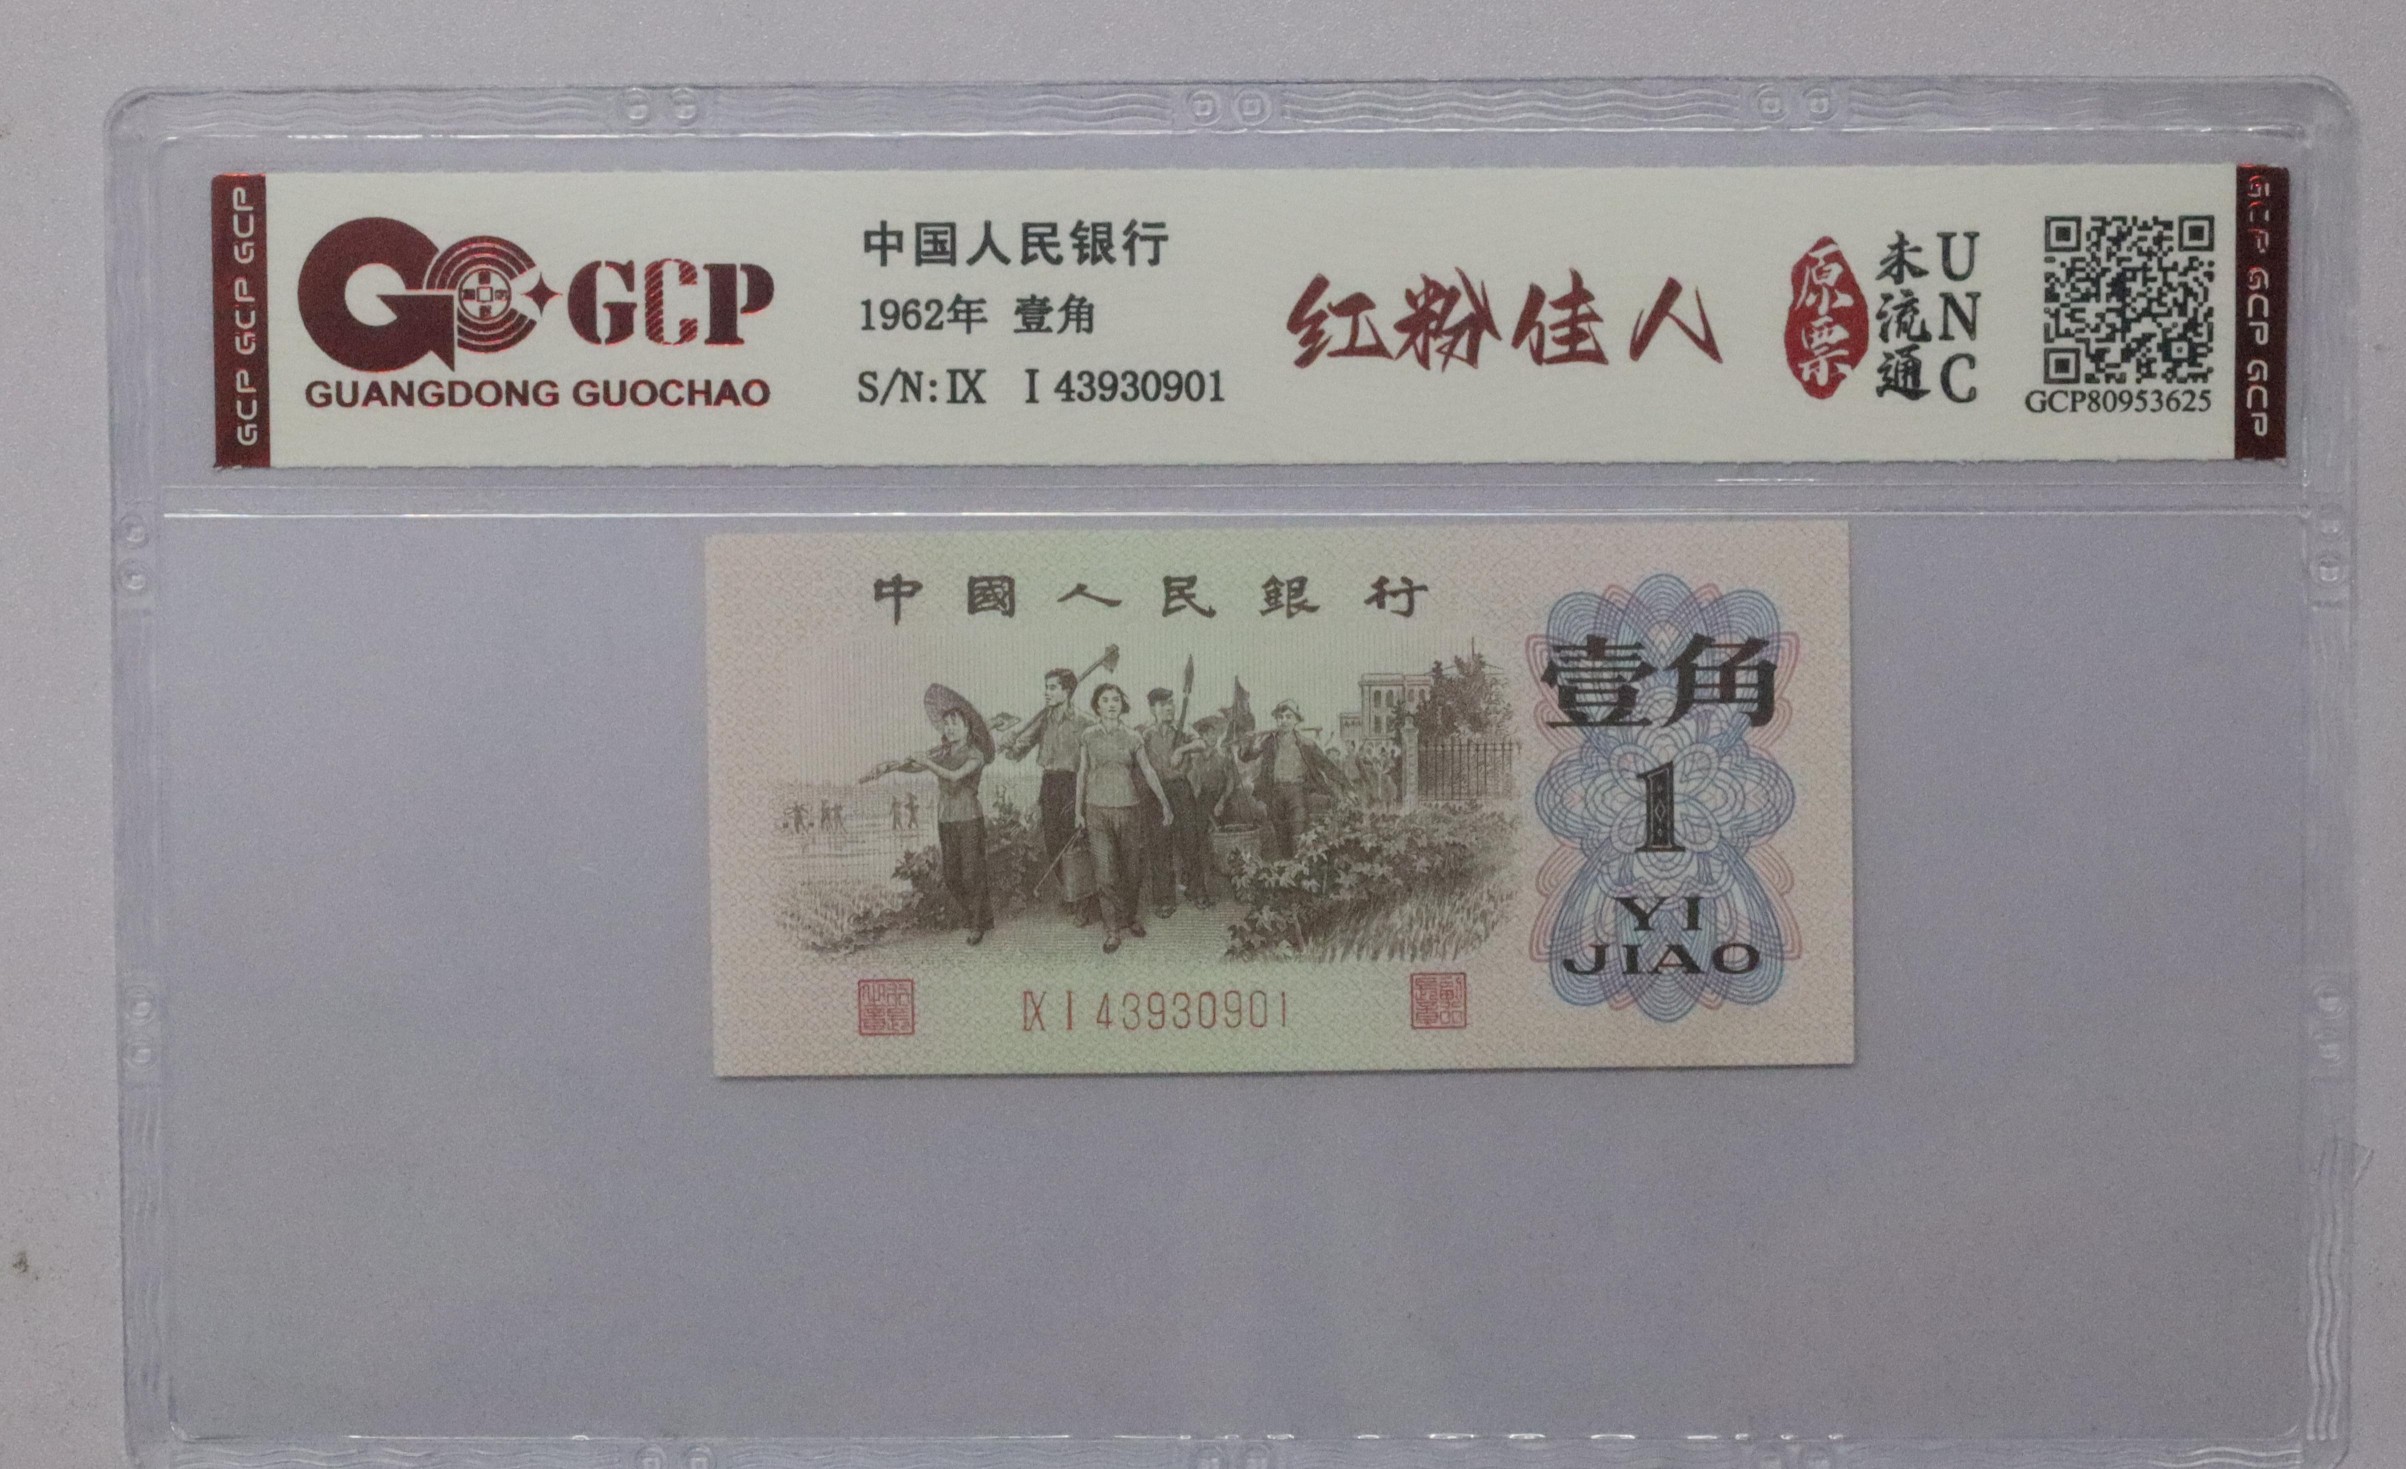 GCP GCP GCP
GCP
GUANGDONG GUOCHAO
中国人民银行
1962年 壹角
S/N: IX I 43930901
红粉佳人
原票
未流通
UNC
GCP80953625
GCP GCP GCP
中國人民銀行
壹角
1
YI
JIAO
IX I 43930901